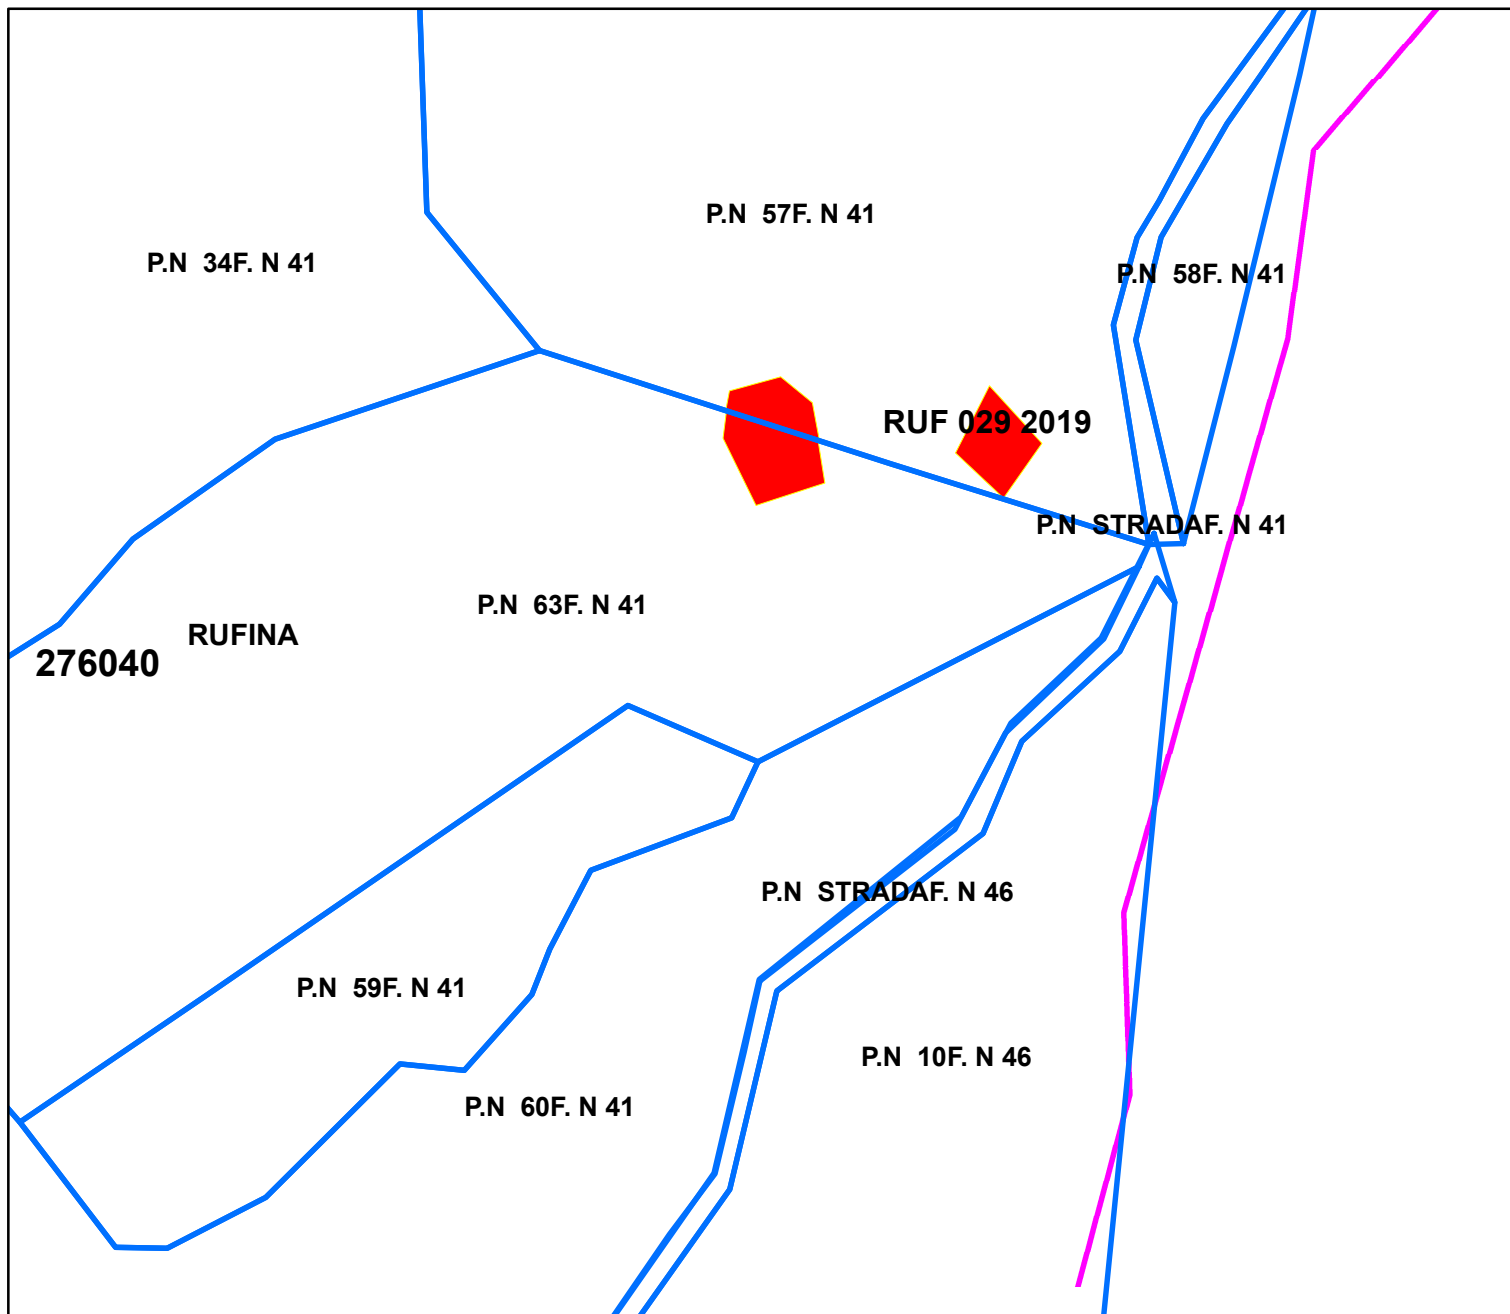 P.N  57F. N 41
P.N  34F. N 41
P.N  58F. N 41
RUF 029 2019
P.N  STRADAF. N 41
P.N  63F. N 41
RUFINA
276040
P.N  STRADAF. N 46
P.N  59F. N 41
P.N  10F. N 46
P.N  60F. N 41